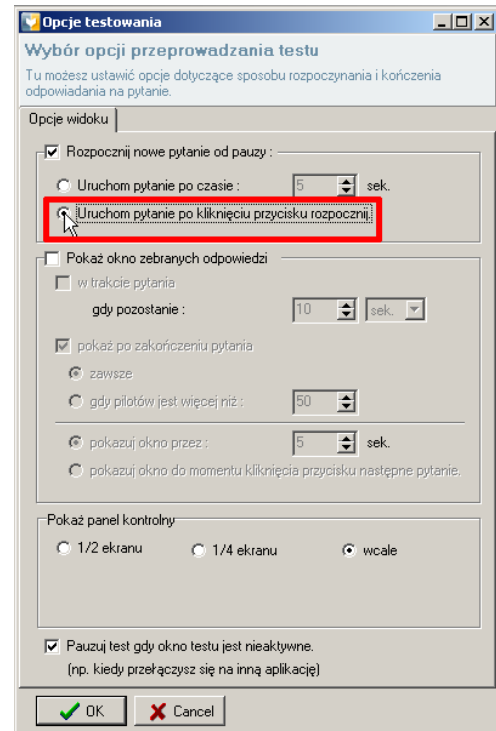 Opcje testowania
Wybór opcji przeprowadzania testu
Tu możesz ustawić opcje dotyczące sposobu rozpoczynania i kończenia
odpowiadania na pytanie.
Opcje widoku
Rozpocznij nowe pytanie od pauzy :
Uruchom pytanie po czasie : 5 sek.
Uruchom pytanie po kliknięciu przycisku rozpocznij.
Pokaż okno zebranych odpowiedzi
w trakcie pytania
gdy pozostanie : 10 sek.
pokaż po zakończeniu pytania
zawsze
gdy pilotów jest więcej niż : 50
pokazuj okno przez : 5 sek.
pokazuj okno do momentu kliknięcia przycisku następne pytanie.
Pokaż panel kontrolny
1/2 ekranu 1/4 ekranu wcale
Pauzuj test gdy okno testu jest nieaktywne.
(np. kiedy przełączysz się na inną aplikację)
OK Cancel